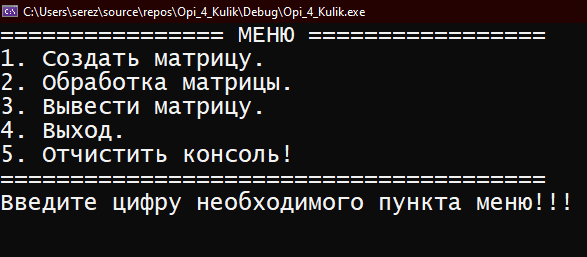 C:\Users\serez\source\repos\Opi_4_Kulik\Debug\Opi_4_Kulik.exe
================ МЕНЮ =================
1. Создать матрицу.
2. Обработка матрицы.
3. Вывести матрицу.
4. Выход.
5. Отчистить консоль!
=======================================
Введите цифру необходимого пункта меню!!!